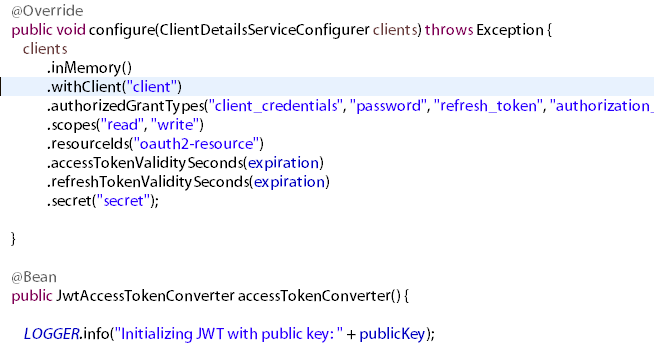 @Override
public void configure(ClientDetailsServiceConfigurer clients) throws Exception {
clients
.inMemory()
.withClient("client")
.authorizedGrantTypes("client_credentials", "password", "refresh_token", "authorization_
.scopes("read", "write")
.resourceIds("oauth2-resource")
.accessTokenValiditySeconds(expiration)
.refreshTokenValiditySeconds(expiration)
.secret("secret");
}
@Bean
public JwtAccessTokenConverter accessTokenConverter() {
LOGGER.info("Initializing JWT with public key: " + publicKey);